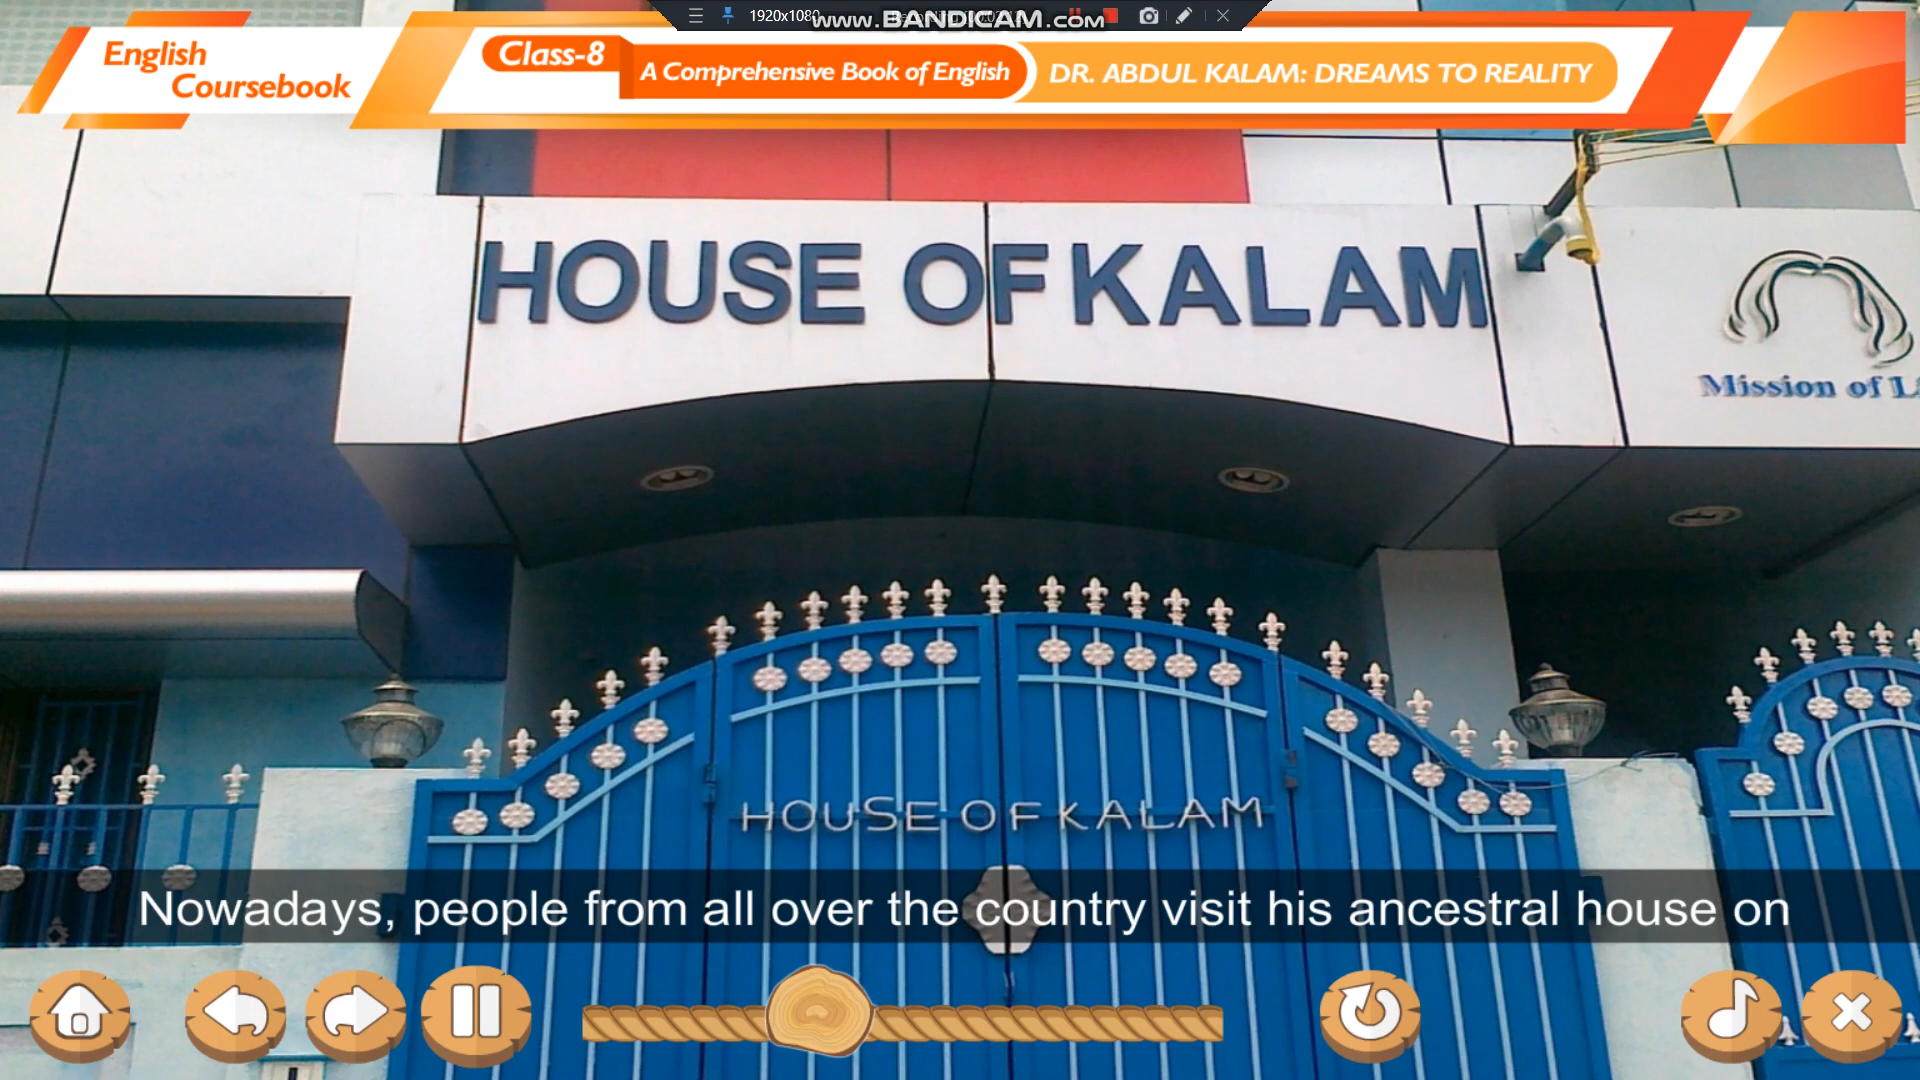 1920x1080
www.BANDICAM.com
English
Coursebook
Class-8
A Comprehensive Book of English
DR. ABDUL KALAM: DREAMS TO REALITY
HOUSE OF KALAM
Mission of
HOUSE OF KALAM
Nowadays, people from all over the country visit his ancestral house on